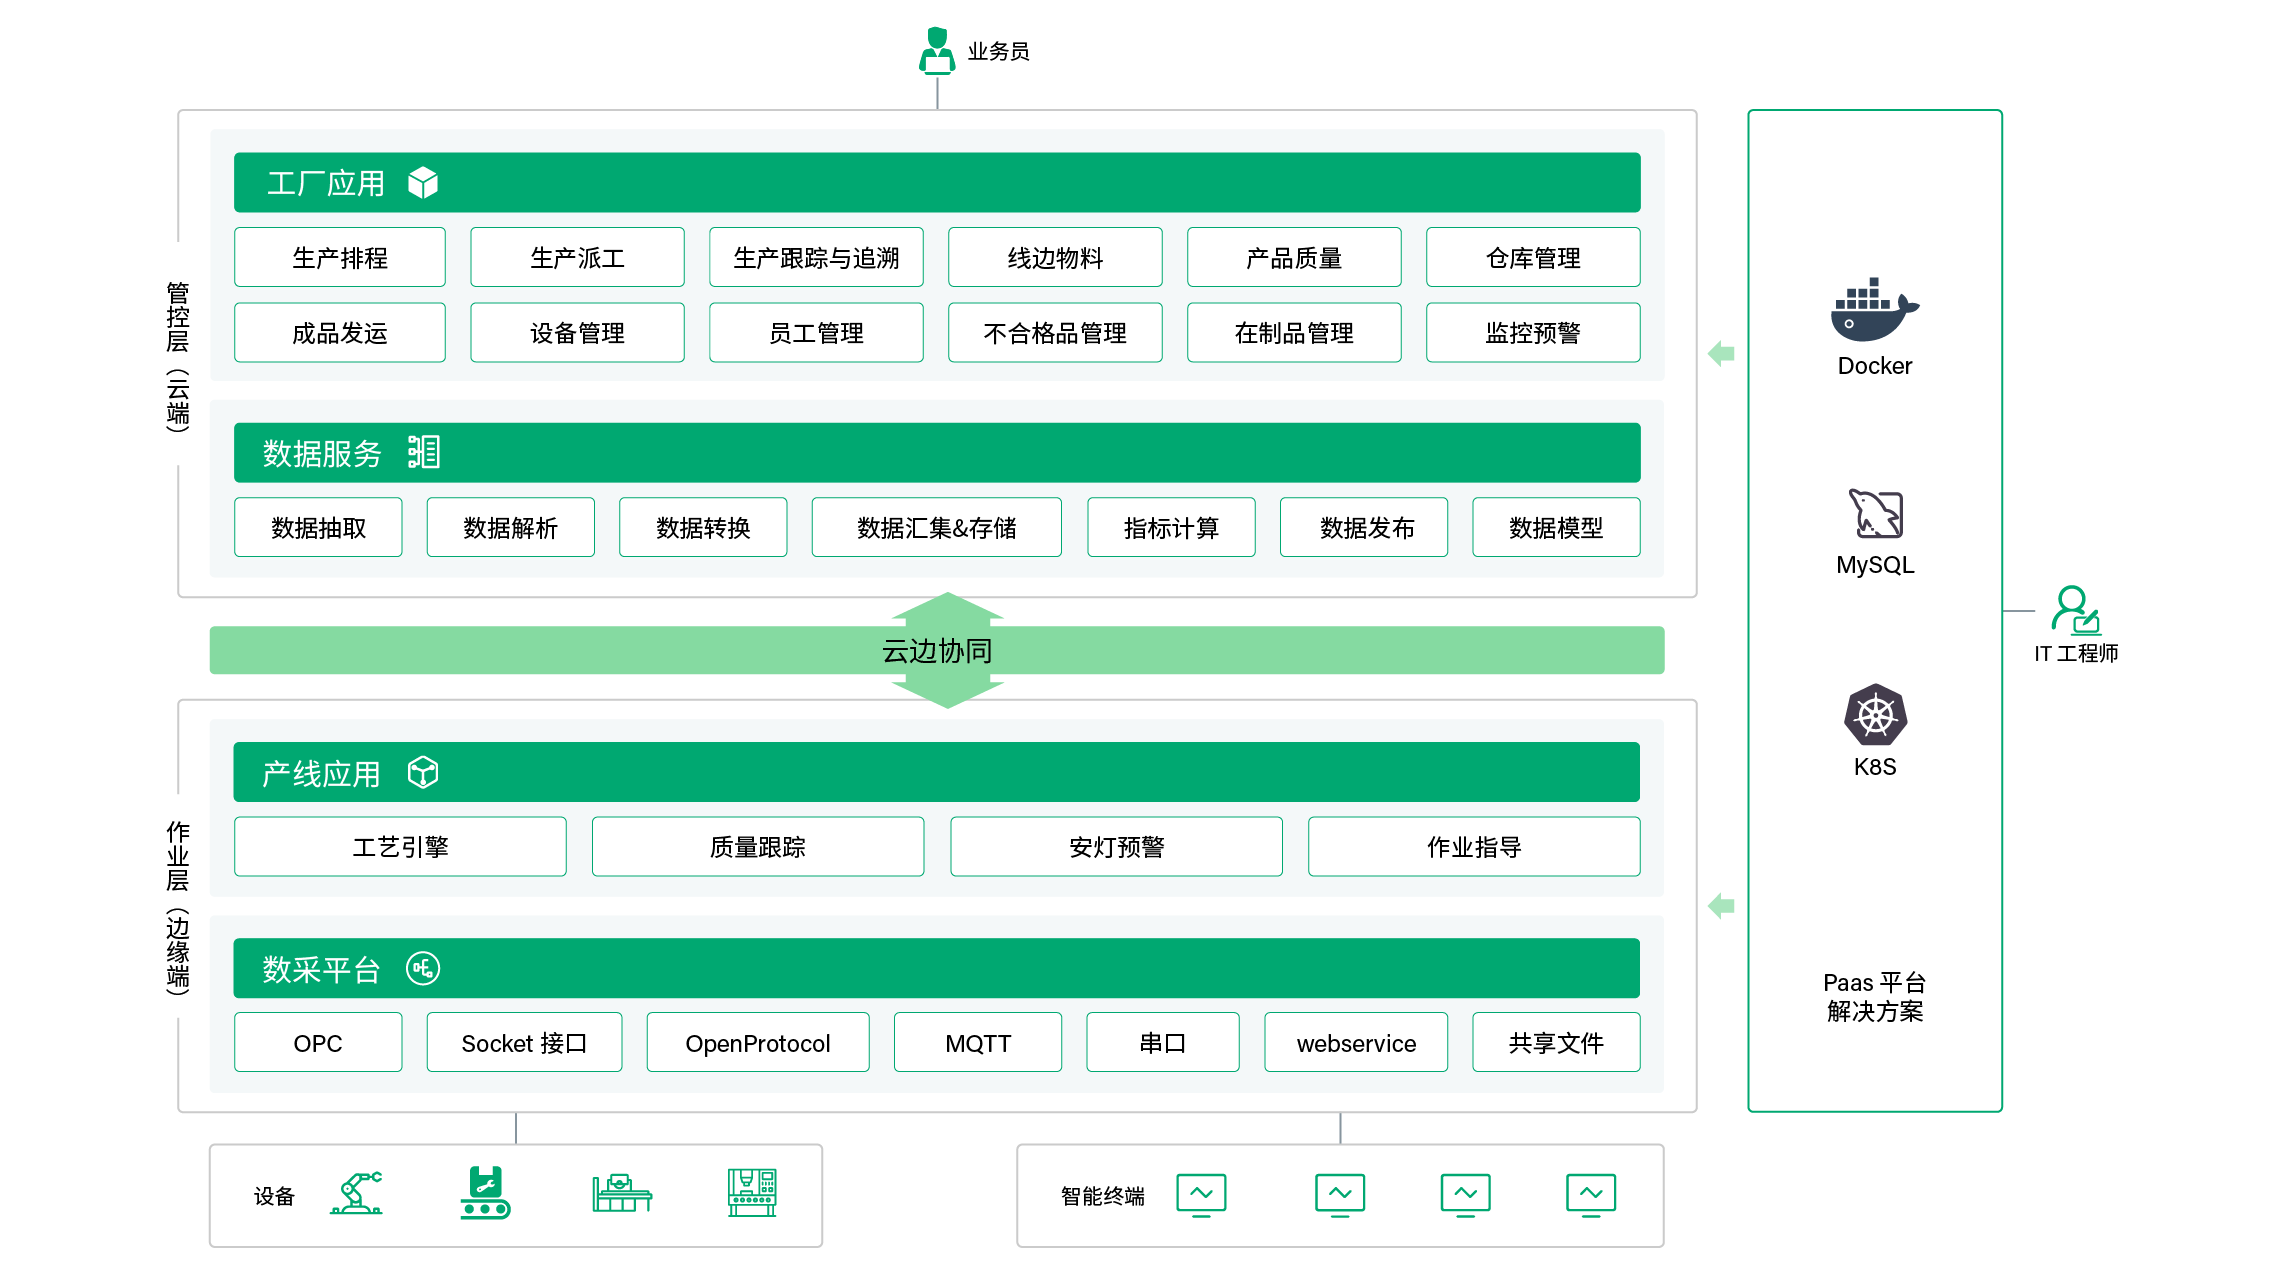 业务员
管控层（云端）
工厂应用
生产排程
生产派工
生产跟踪与追溯
线边物料
产品质量
仓库管理
成品发运
设备管理
员工管理
不合格品管理
在制品管理
监控预警
数据服务
数据抽取
数据解析
数据转换
数据汇集&存储
指标计算
数据发布
数据模型
云边协同
作业层（边缘端）
产线应用
工艺引擎
质量跟踪
安灯预警
作业指导
数采平台
OPC
Socket 接口
OpenProtocol
MQTT
串口
webservice
共享文件
设备
智能终端
Docker
MySQL
K8S
Paas 平台
解决方案
IT 工程师